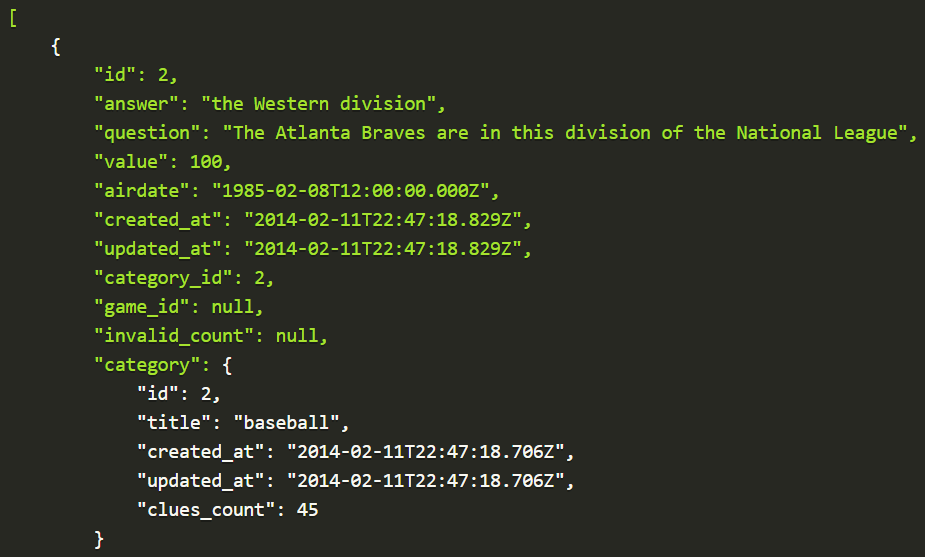 [
    {
        "id": 2,
        "answer": "the Western division",
        "question": "The Atlanta Braves are in this division of the National League",
        "value": 100,
        "airdate": "1985-02-08T12:00:00.000Z",
        "created_at": "2014-02-11T22:47:18.829Z",
        "updated_at": "2014-02-11T22:47:18.829Z",
        "category_id": 2,
        "game_id": null,
        "invalid_count": null,
        "category": {
            "id": 2,
            "title": "baseball",
            "created_at": "2014-02-11T22:47:18.706Z",
            "updated_at": "2014-02-11T22:47:18.706Z",
            "clues_count": 45
        }